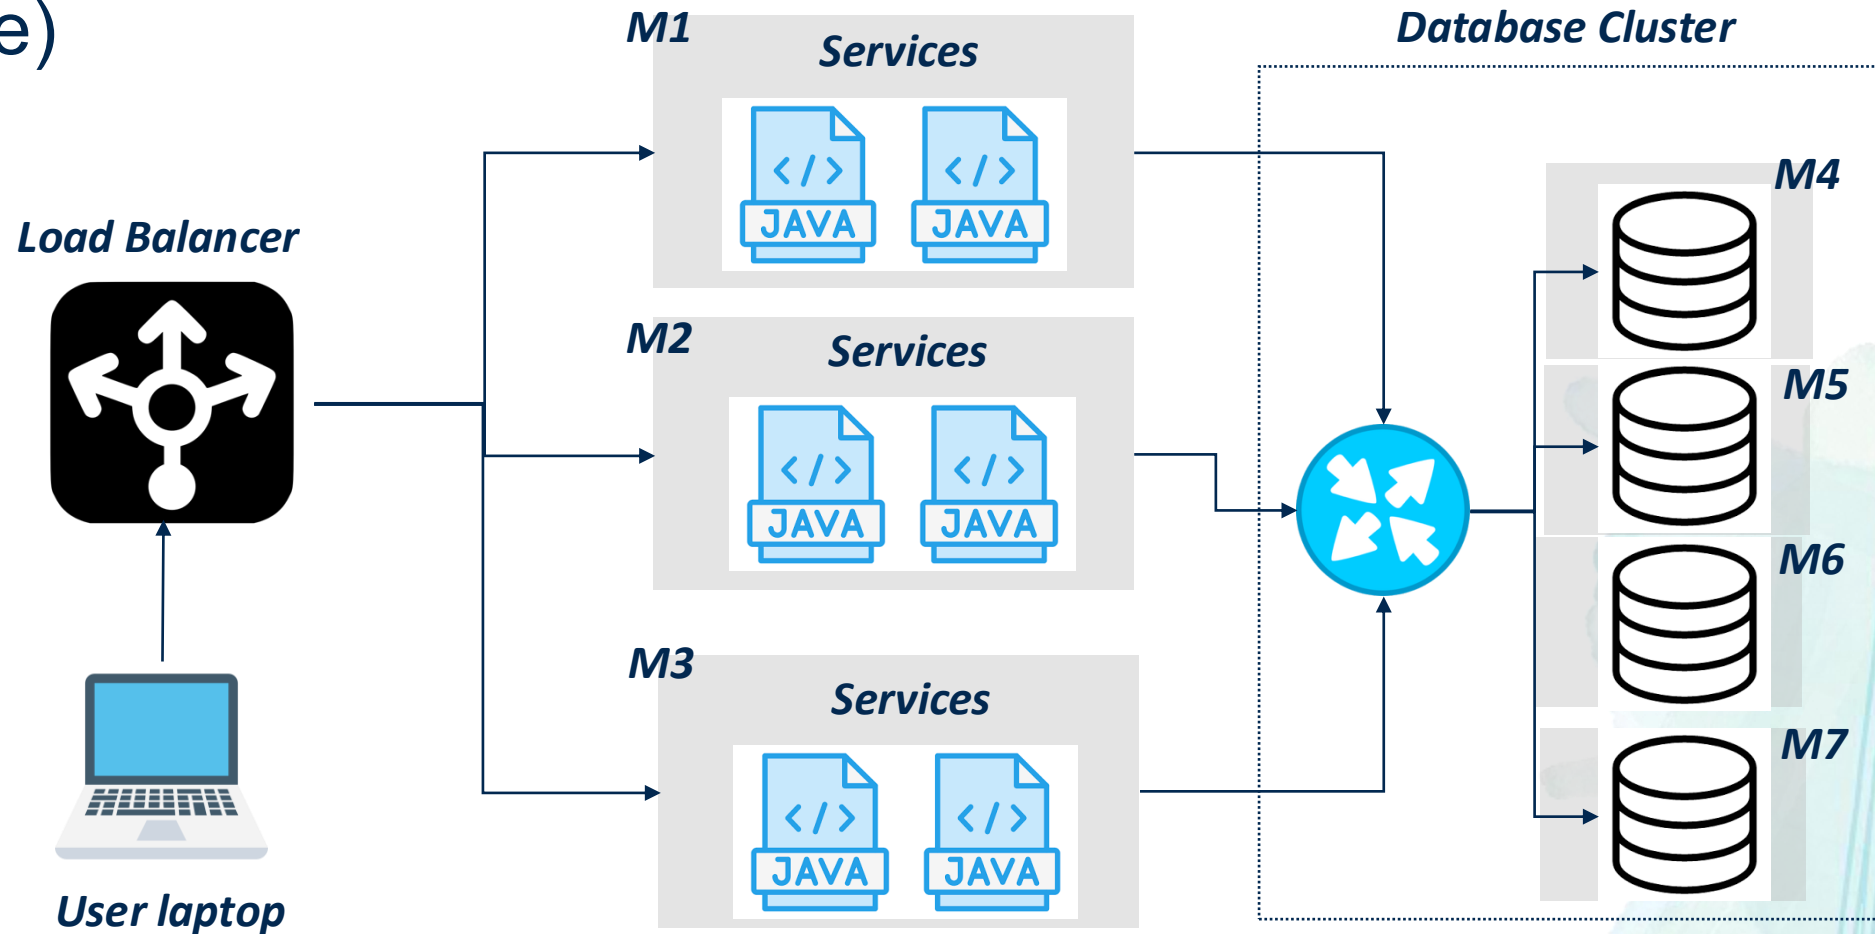 e)
M1
Services
</>
</>
JAVA
JAVA
Database Cluster
M4
Load Balancer
M2
Services
</>
</>
JAVA
JAVA
M5
M6
M3
Services
</>
</>
JAVA
JAVA
M7
User laptop